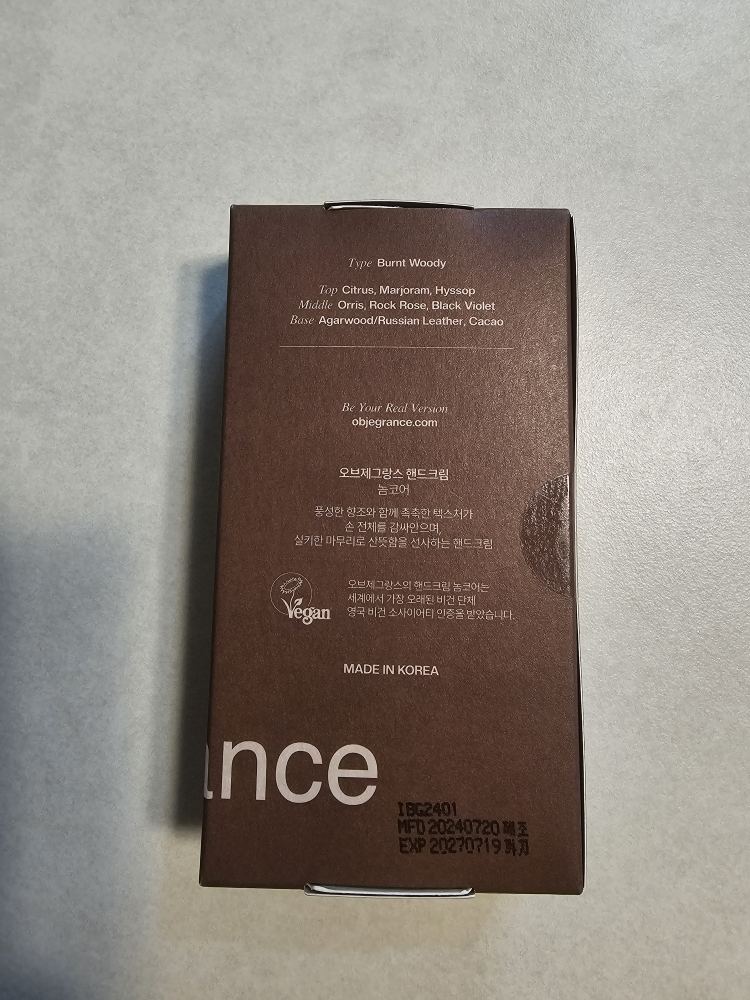 Type Burnt Woody
Top Citrus, Marjoram, Hyssop
Middle Orris, Rock Rose, Black Violet
Base Agarwood/Russian Leather, Cacao
Be Your Real Version
objegrance.com
오브제그랑스 핸드크림
놈코어
풍성한 향조와 함께 촉촉한 텍스처가
손 전체를 감싸안으며,
실키한 마무리로 산뜻함을 선사하는 핸드크림
Vegan
오브제그랑스의 핸드크림 놈코어는
세계에서 가장 오래된 비건 단체
영국 비건 소사이어티 인증을 받았습니다.
MADE IN KOREA
ance
IBG2401
MFD 20240720 제조
EXP 20270719 까지